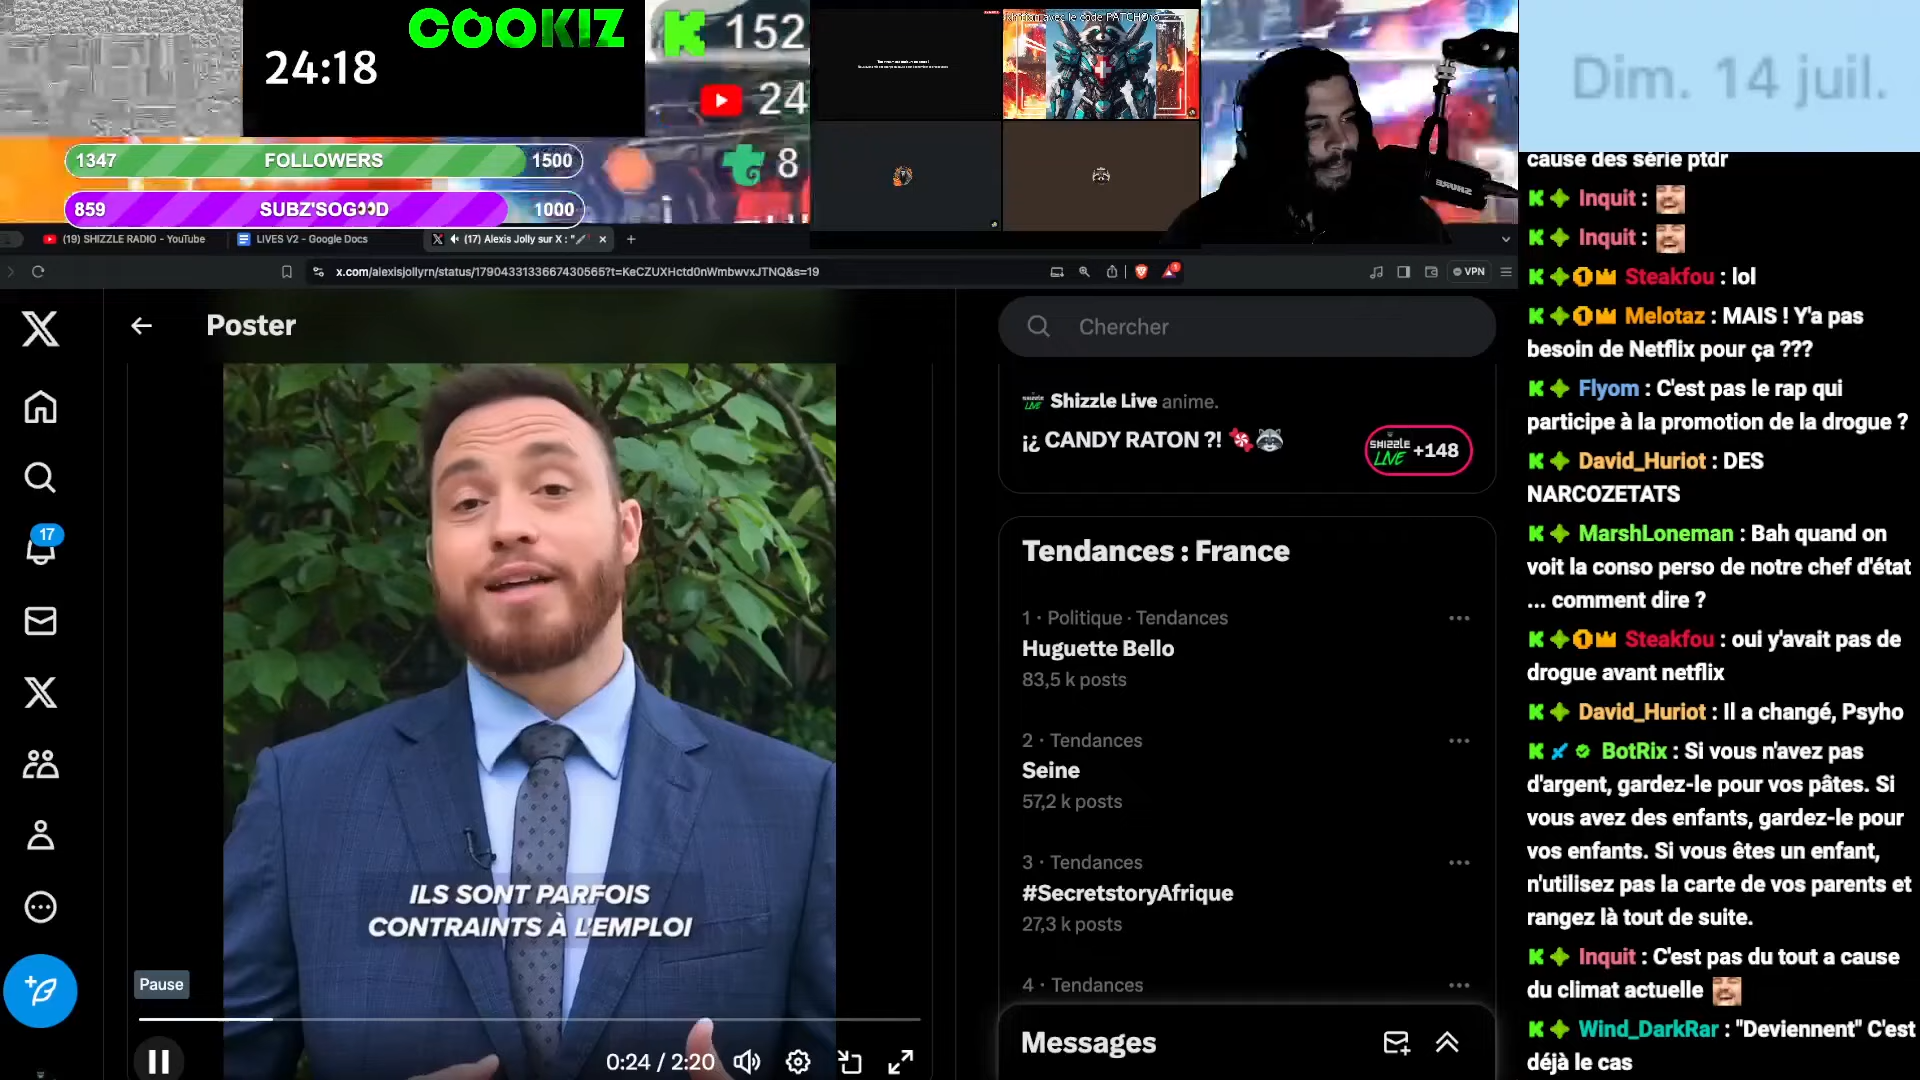 24:18
COOKIZ
152
24
8
1347 FOLLOWERS 1500
859 SUBZ'SOG👀D 1000
avec le code PATCHO
Dim. 14 juil.
(19) SHIZZLE RADIO - YouTube
LIVES V2 - Google Docs
(17) Alexis Jolly sur X : "
x.com/alexisjollyrn/status/1790433133667430565?t=KeCZUXHctd0nWmbwvxJTNQ&s=19
VPN
Poster
17
ILS SONT PARFOIS
CONTRAINTS À L'EMPLOI
Pause
0:24 / 2:20
Chercher
Shizzle Live anime.
¡¿ CANDY RATON ?! 🍬🦝
SHIZZLE LIVE +148
Tendances : France
1 · Politique · Tendances
Huguette Bello
83,5 k posts
2 · Tendances
Seine
57,2 k posts
3 · Tendances
#SecretstoryAfrique
27,3 k posts
4 · Tendances
Messages
cause des série ptdr
Inquit :
Inquit :
Steakfou : lol
Melotaz : MAIS ! Y'a pas
besoin de Netflix pour ça ???
Flyom : C'est pas le rap qui
participe à la promotion de la drogue ?
David_Huriot : DES
NARCOZETATS
MarshLoneman : Bah quand on
voit la conso perso de notre chef d'état
... comment dire ?
Steakfou : oui y'avait pas de
drogue avant netflix
David_Huriot : Il a changé, Psyho
BotRix : Si vous n'avez pas
d'argent, gardez-le pour vos pâtes. Si
vous avez des enfants, gardez-le pour
vos enfants. Si vous êtes un enfant,
n'utilisez pas la carte de vos parents et
rangez là tout de suite.
Inquit : C'est pas du tout a cause
du climat actuelle
Wind_DarkRar : "Deviennent" C'est
déjà le cas